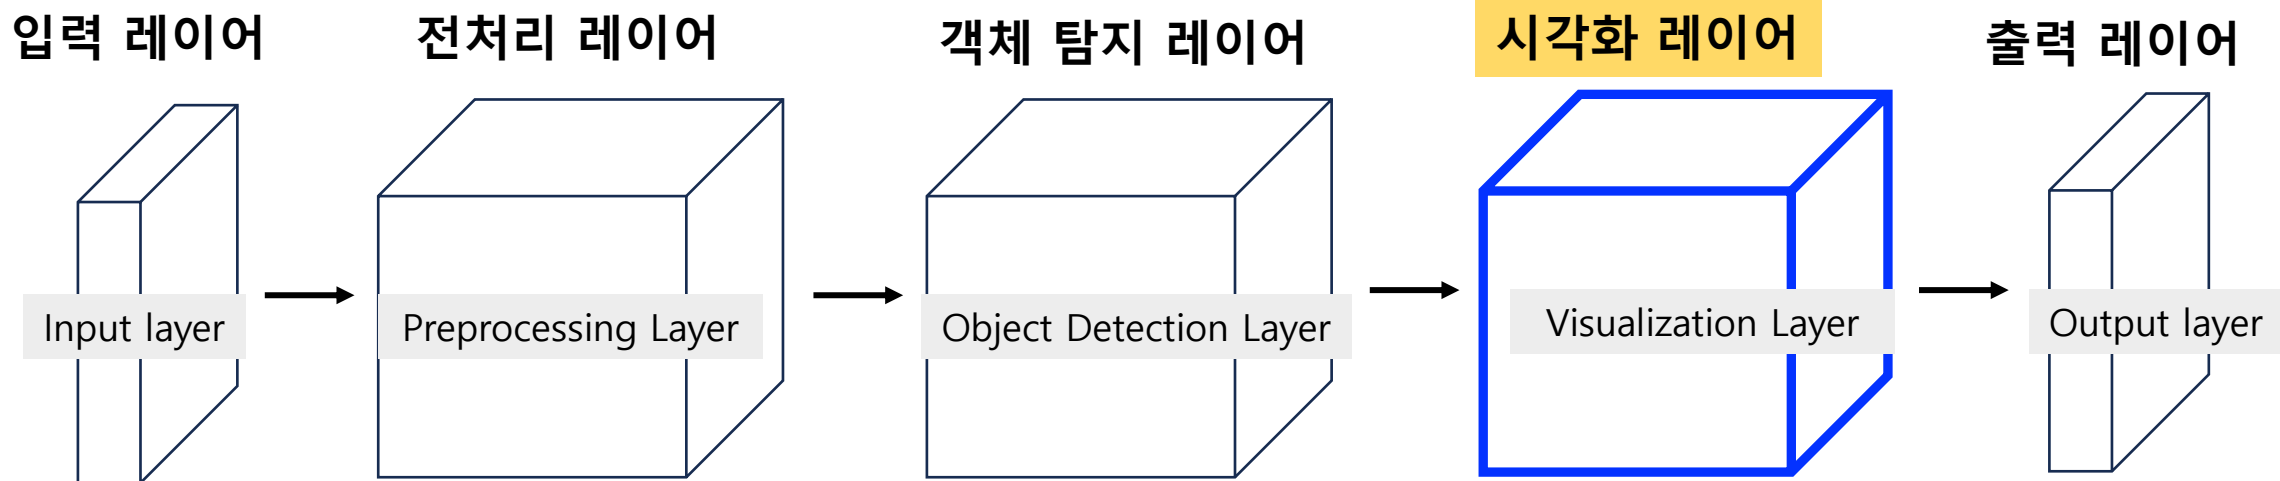 입력 레이어
전처리 레이어
객체 탐지 레이어
시각화 레이어
출력 레이어
Input layer
Preprocessing Layer
Object Detection Layer
Visualization Layer
Output layer